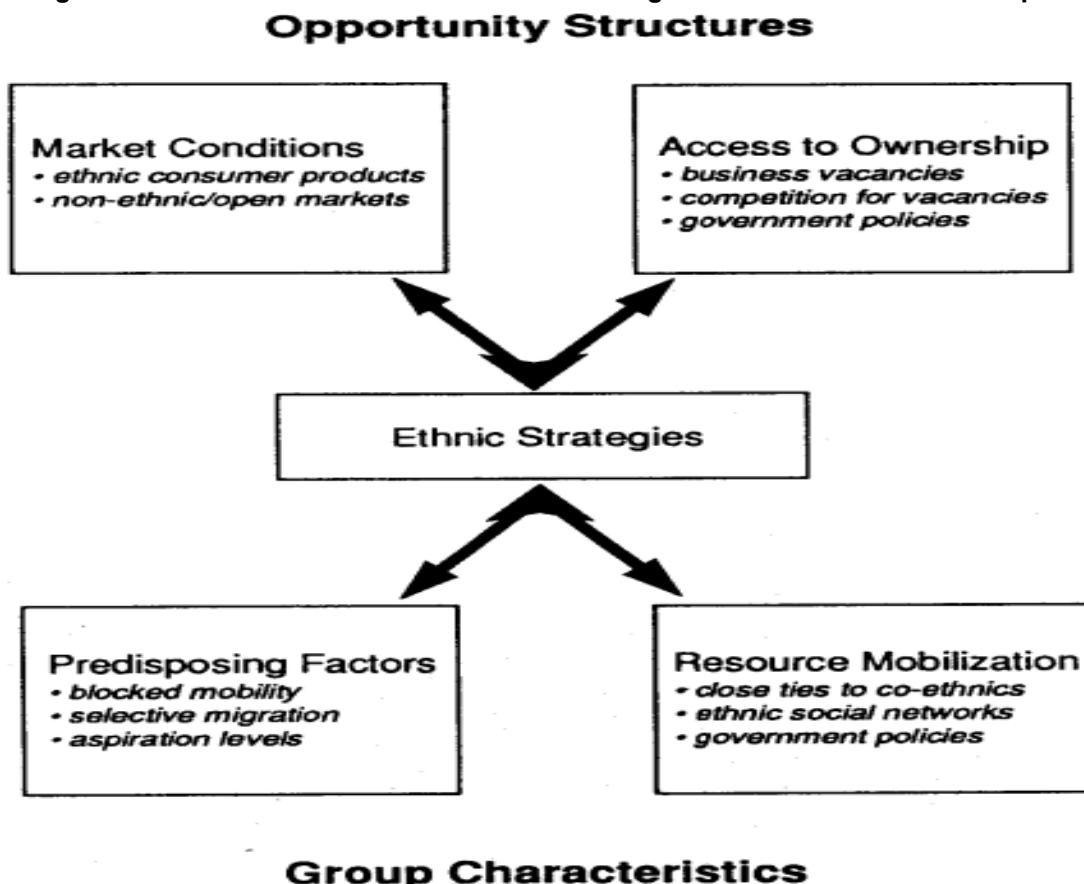 Opportunity Structures
Market Conditions
• ethnic consumer products
• non-ethnic/open markets
Access to Ownership
• business vacancies
• competition for vacancies
• government policies
Ethnic Strategies
Predisposing Factors
• blocked mobility
• selective migration
• aspiration levels
Resource Mobilization
• close ties to co-ethnics
• ethnic social networks
• government policies
Group Characteristics